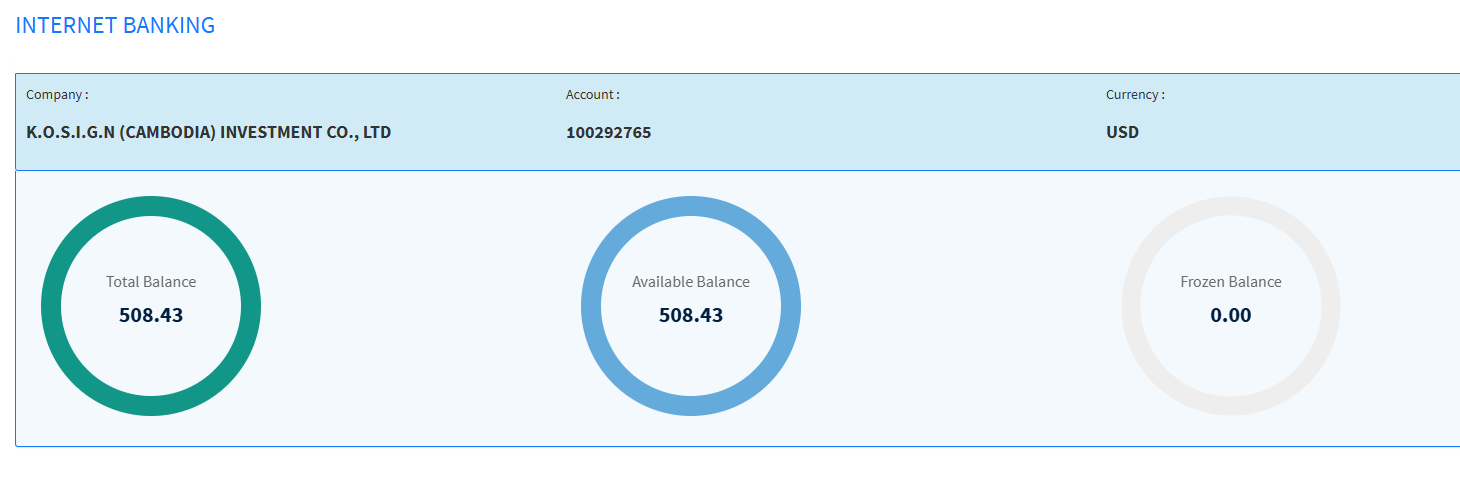 INTERNET BANKING
Company :
Account :
Currency :
K.O.S.I.G.N (CAMBODIA) INVESTMENT CO., LTD
100292765
USD
Total Balance
508.43
Available Balance
508.43
Frozen Balance
0.00